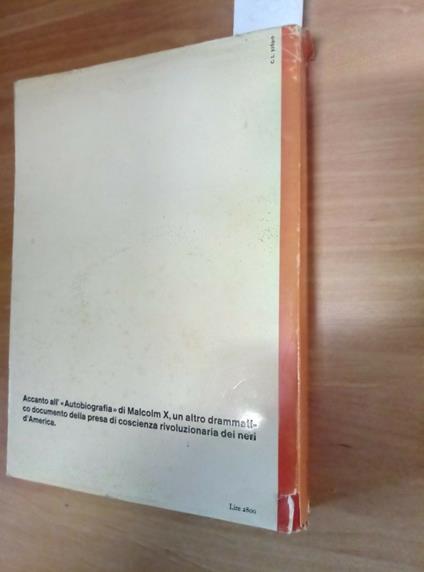 Accanto all'«Autobiografia» di Malcolm X, un altro drammati-
co documento della presa di coscienza rivoluzionaria dei neri
d'America.
Lire 2800